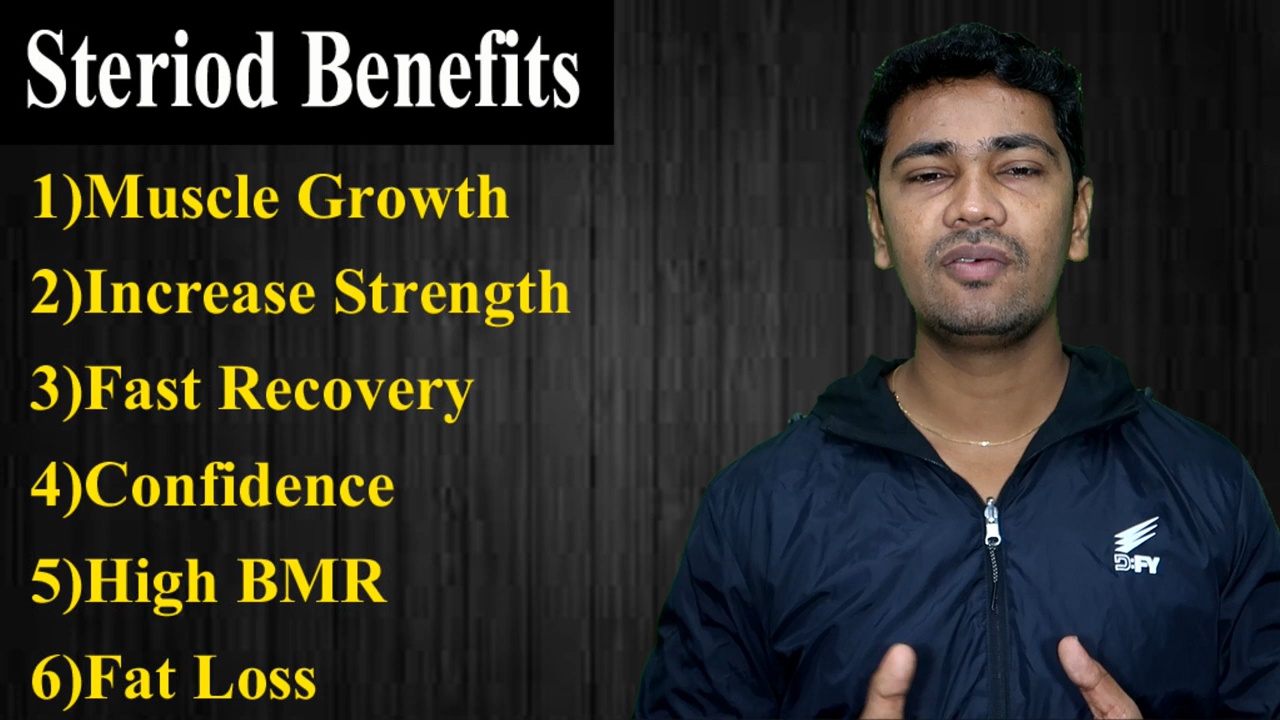 Steriod Benefits
1)Muscle Growth
2)Increase Strength
3)Fast Recovery
4)Confidence
5)High BMR
6)Fat Loss
D:FY